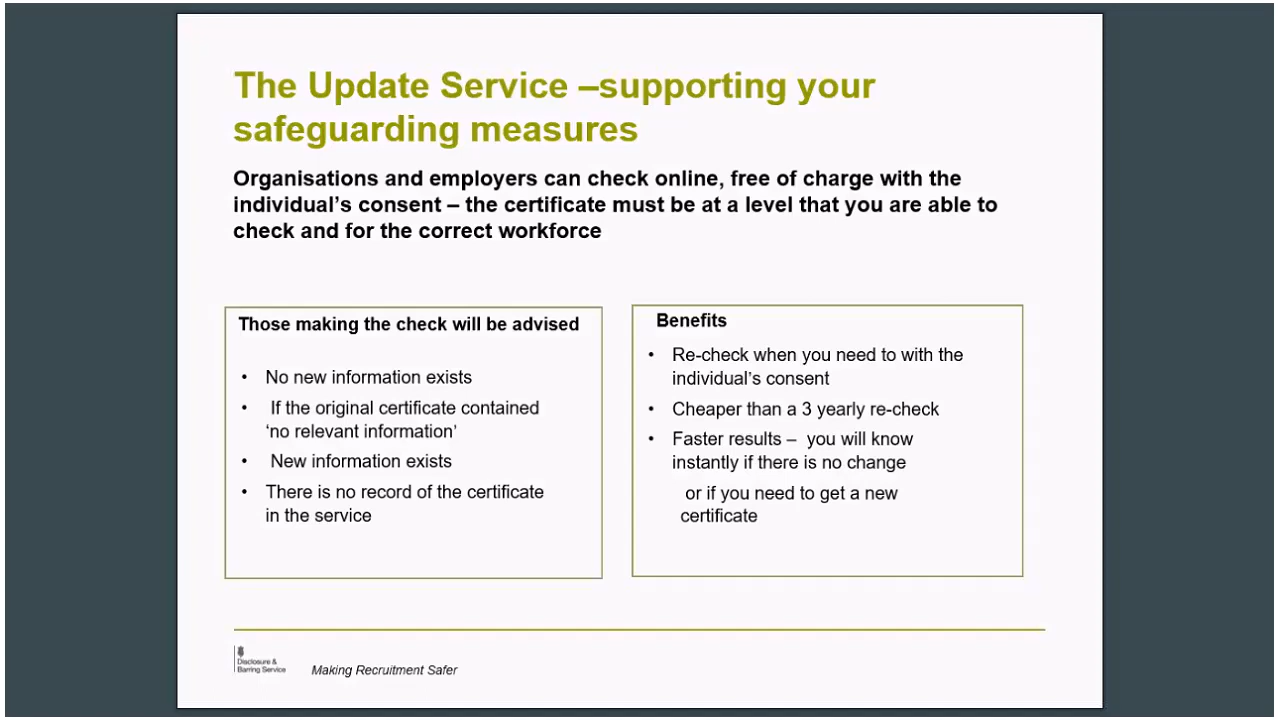 The Update Service –supporting your
safeguarding measures
Organisations and employers can check online, free of charge with the
individual’s consent – the certificate must be at a level that you are able to
check and for the correct workforce
Those making the check will be advised
• No new information exists
• If the original certificate contained
‘no relevant information’
• New information exists
• There is no record of the certificate
in the service
Benefits
• Re-check when you need to with the
individual’s consent
• Cheaper than a 3 yearly re-check
• Faster results – you will know
instantly if there is no change
or if you need to get a new
certificate
Disclosure &
Barring Service
Making Recruitment Safer